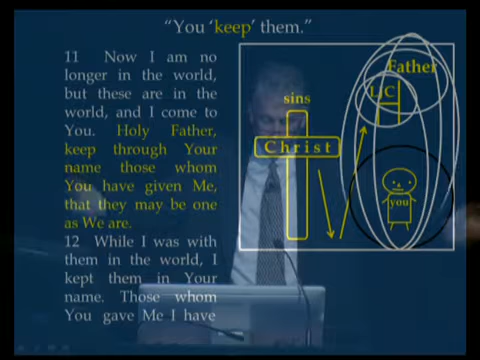 "You 'keep' them."
11 Now I am no
longer in the world,
but these are in the
world, and I come to
You. Holy Father,
keep through Your
name those whom
You have given Me,
that they may be one
as We are.
12 While I was with
them in the world, I
kept them in Your
name. Those whom
You gave Me I have
sins
Christ
Father
L C
you